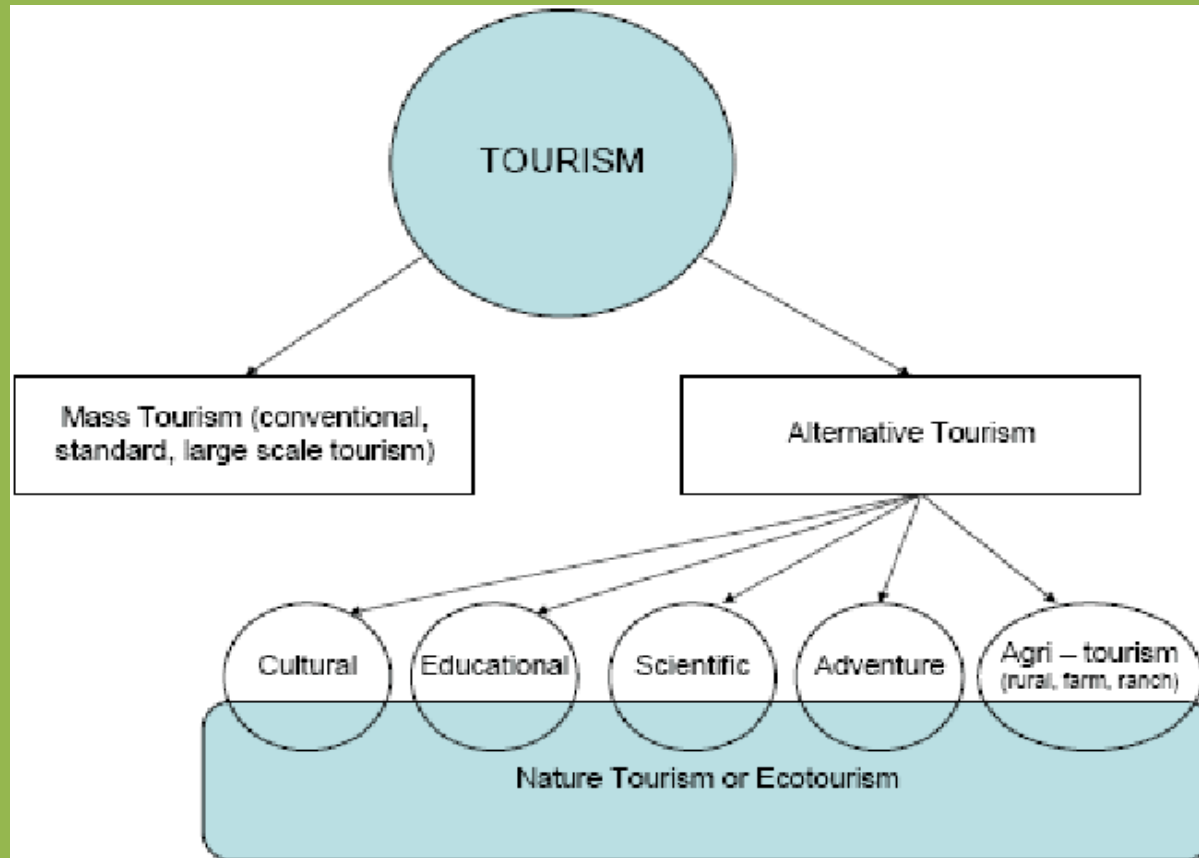 TOURISM
Mass Tourism (conventional,
standard, large scale tourism)
Alternative Tourism
Cultural
Educational
Scientific
Adventure
Agri – tourism
(rural, farm, ranch)
Nature Tourism or Ecotourism